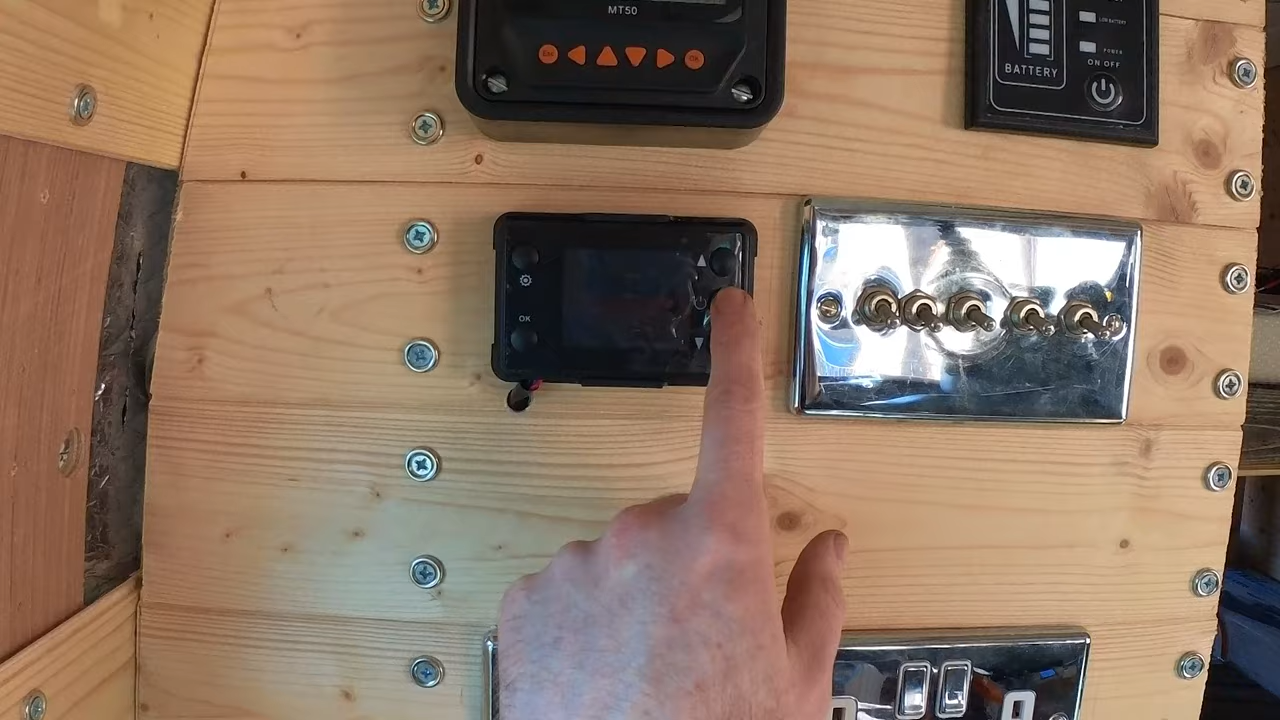 MT50
Esc
OK
LOW BATTERY
POWER
ON OFF
BATTERY
OK